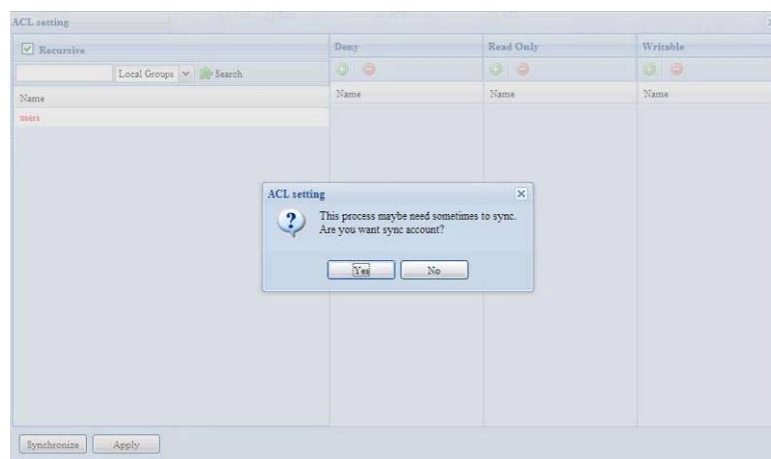 ACL setting
Recursive
Deny
Read Only
Writable
Local Groups
Search
Name
Name
Name
Name
users
ACL setting
This process maybe need sometimes to sync.
Are you want sync account?
Yes
No
Synchronize
Apply